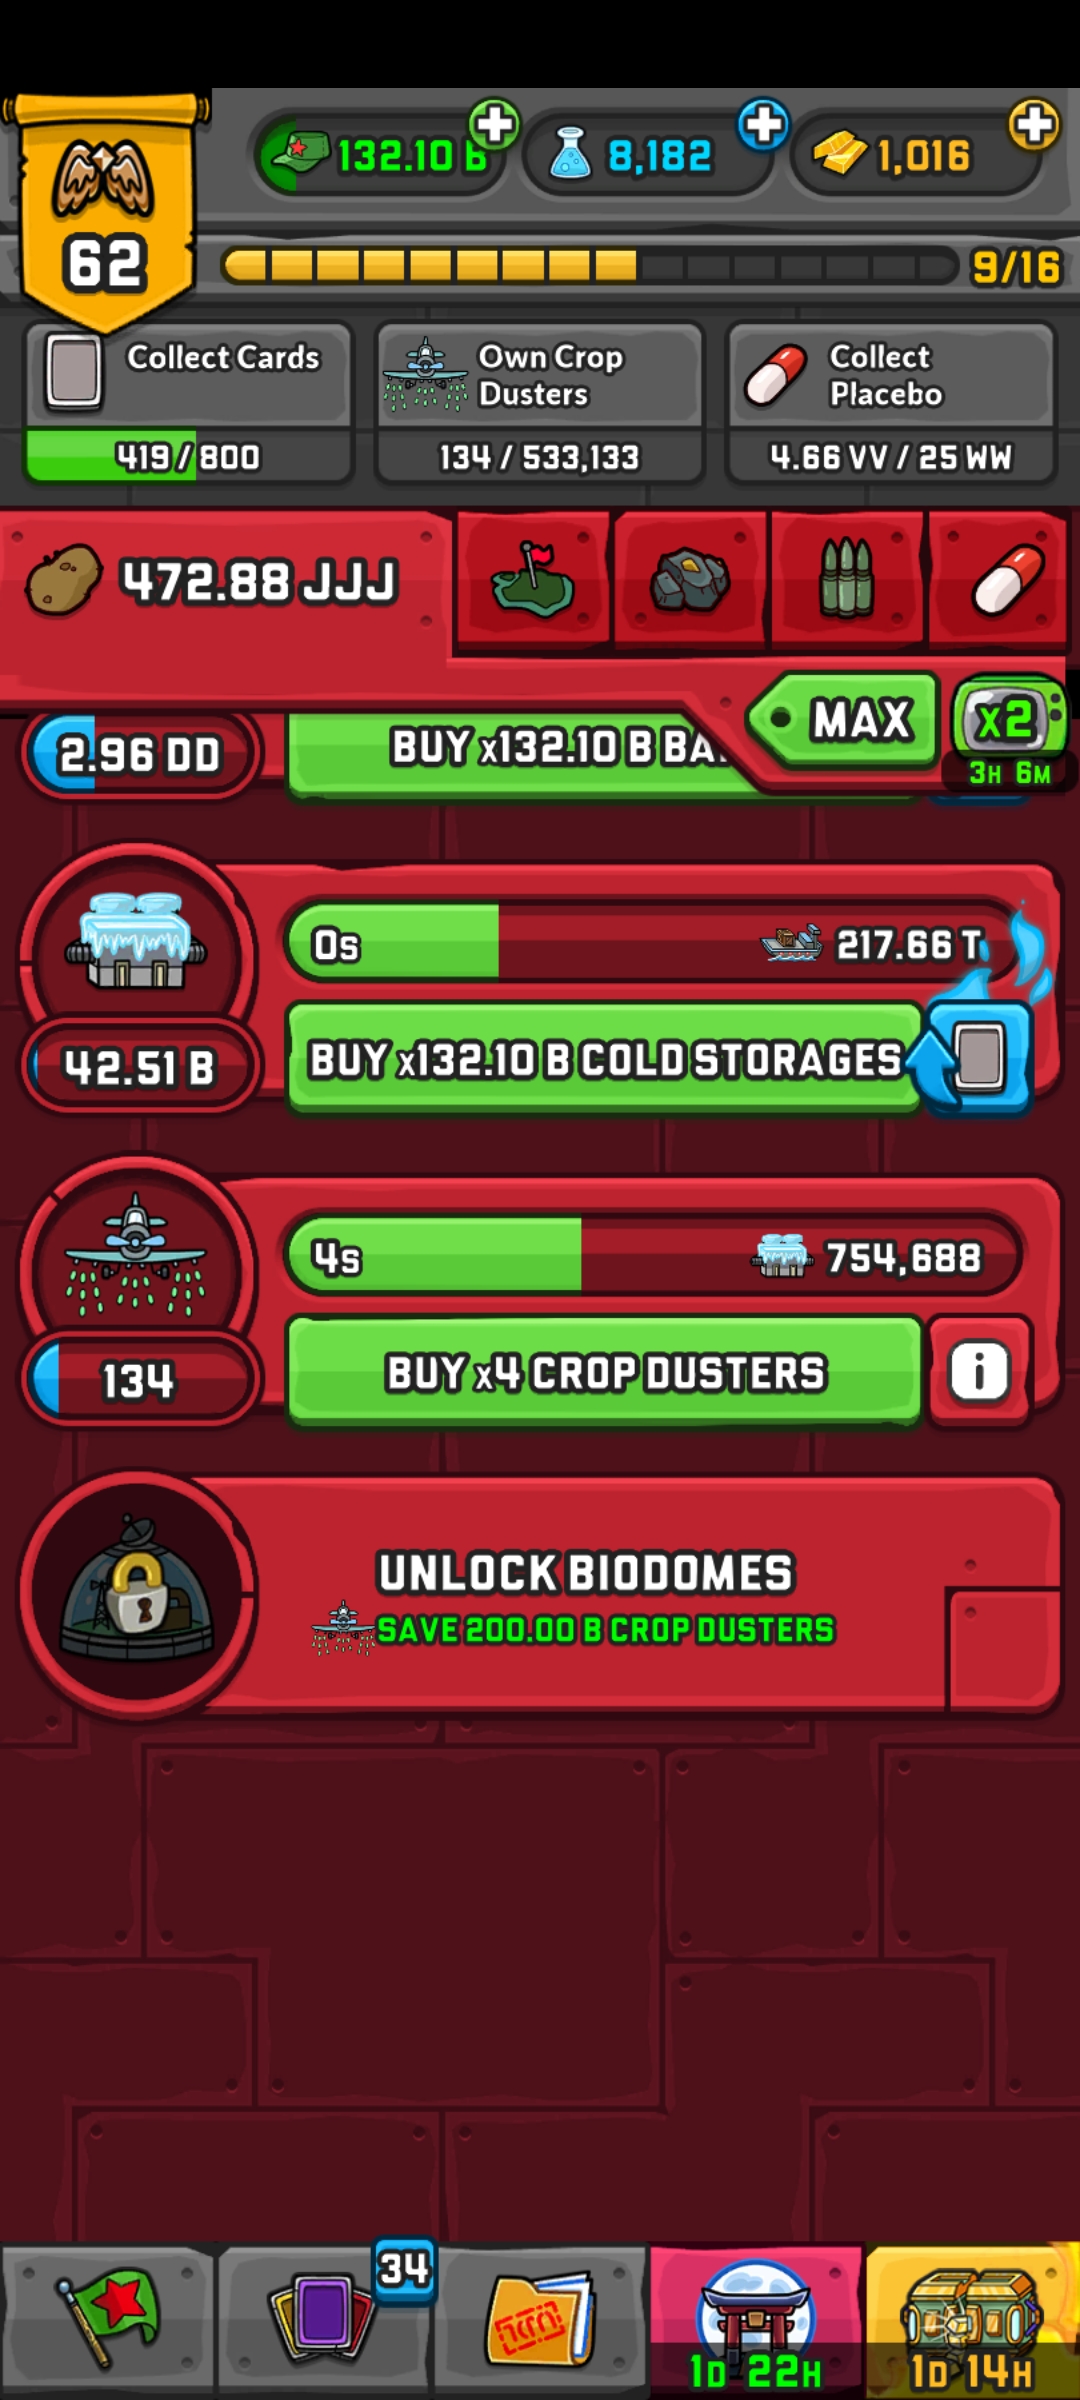 132.10 B
8,182
1,016
62
9/16
Collect Cards
419 / 800
Own Crop
Dusters
134 / 533,133
Collect
Placebo
4.66 VV / 25 WW
472.88 JJJ
MAX
x2
3H 6M
2.96 DD
BUY x132.10 B BA
0s
217.66 T
42.51 B
BUY x132.10 B COLD STORAGES
4s
754,688
134
BUY x4 CROP DUSTERS
i
UNLOCK BIODOMES
SAVE 200.00 B CROP DUSTERS
34
1D 22H
1D 14H